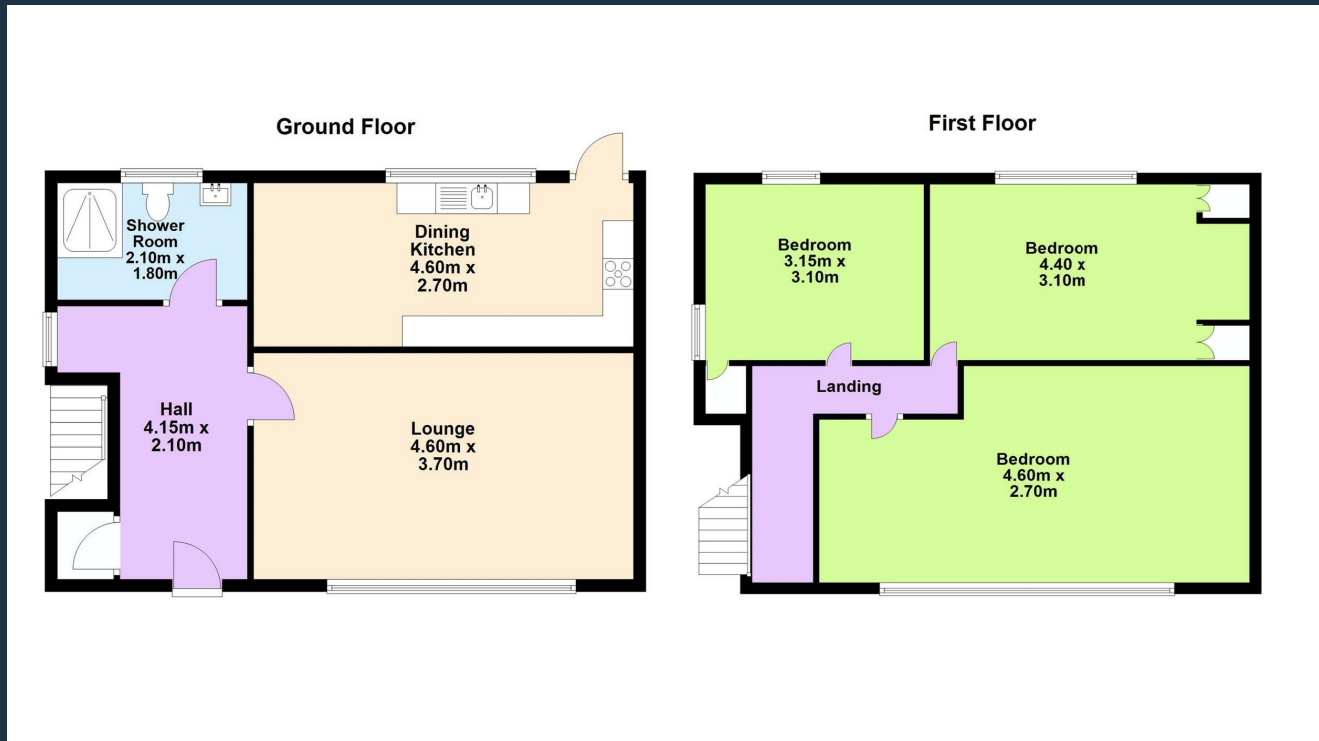 Ground Floor
Shower
Room
2.10m x
1.80m
Dining
Kitchen
4.60m x
2.70m
Hall
4.15m x
2.10m
Lounge
4.60m x
3.70m
First Floor
Bedroom
3.15m x
3.10m
Bedroom
4.40 x
3.10m
Landing
Bedroom
4.60m x
2.70m